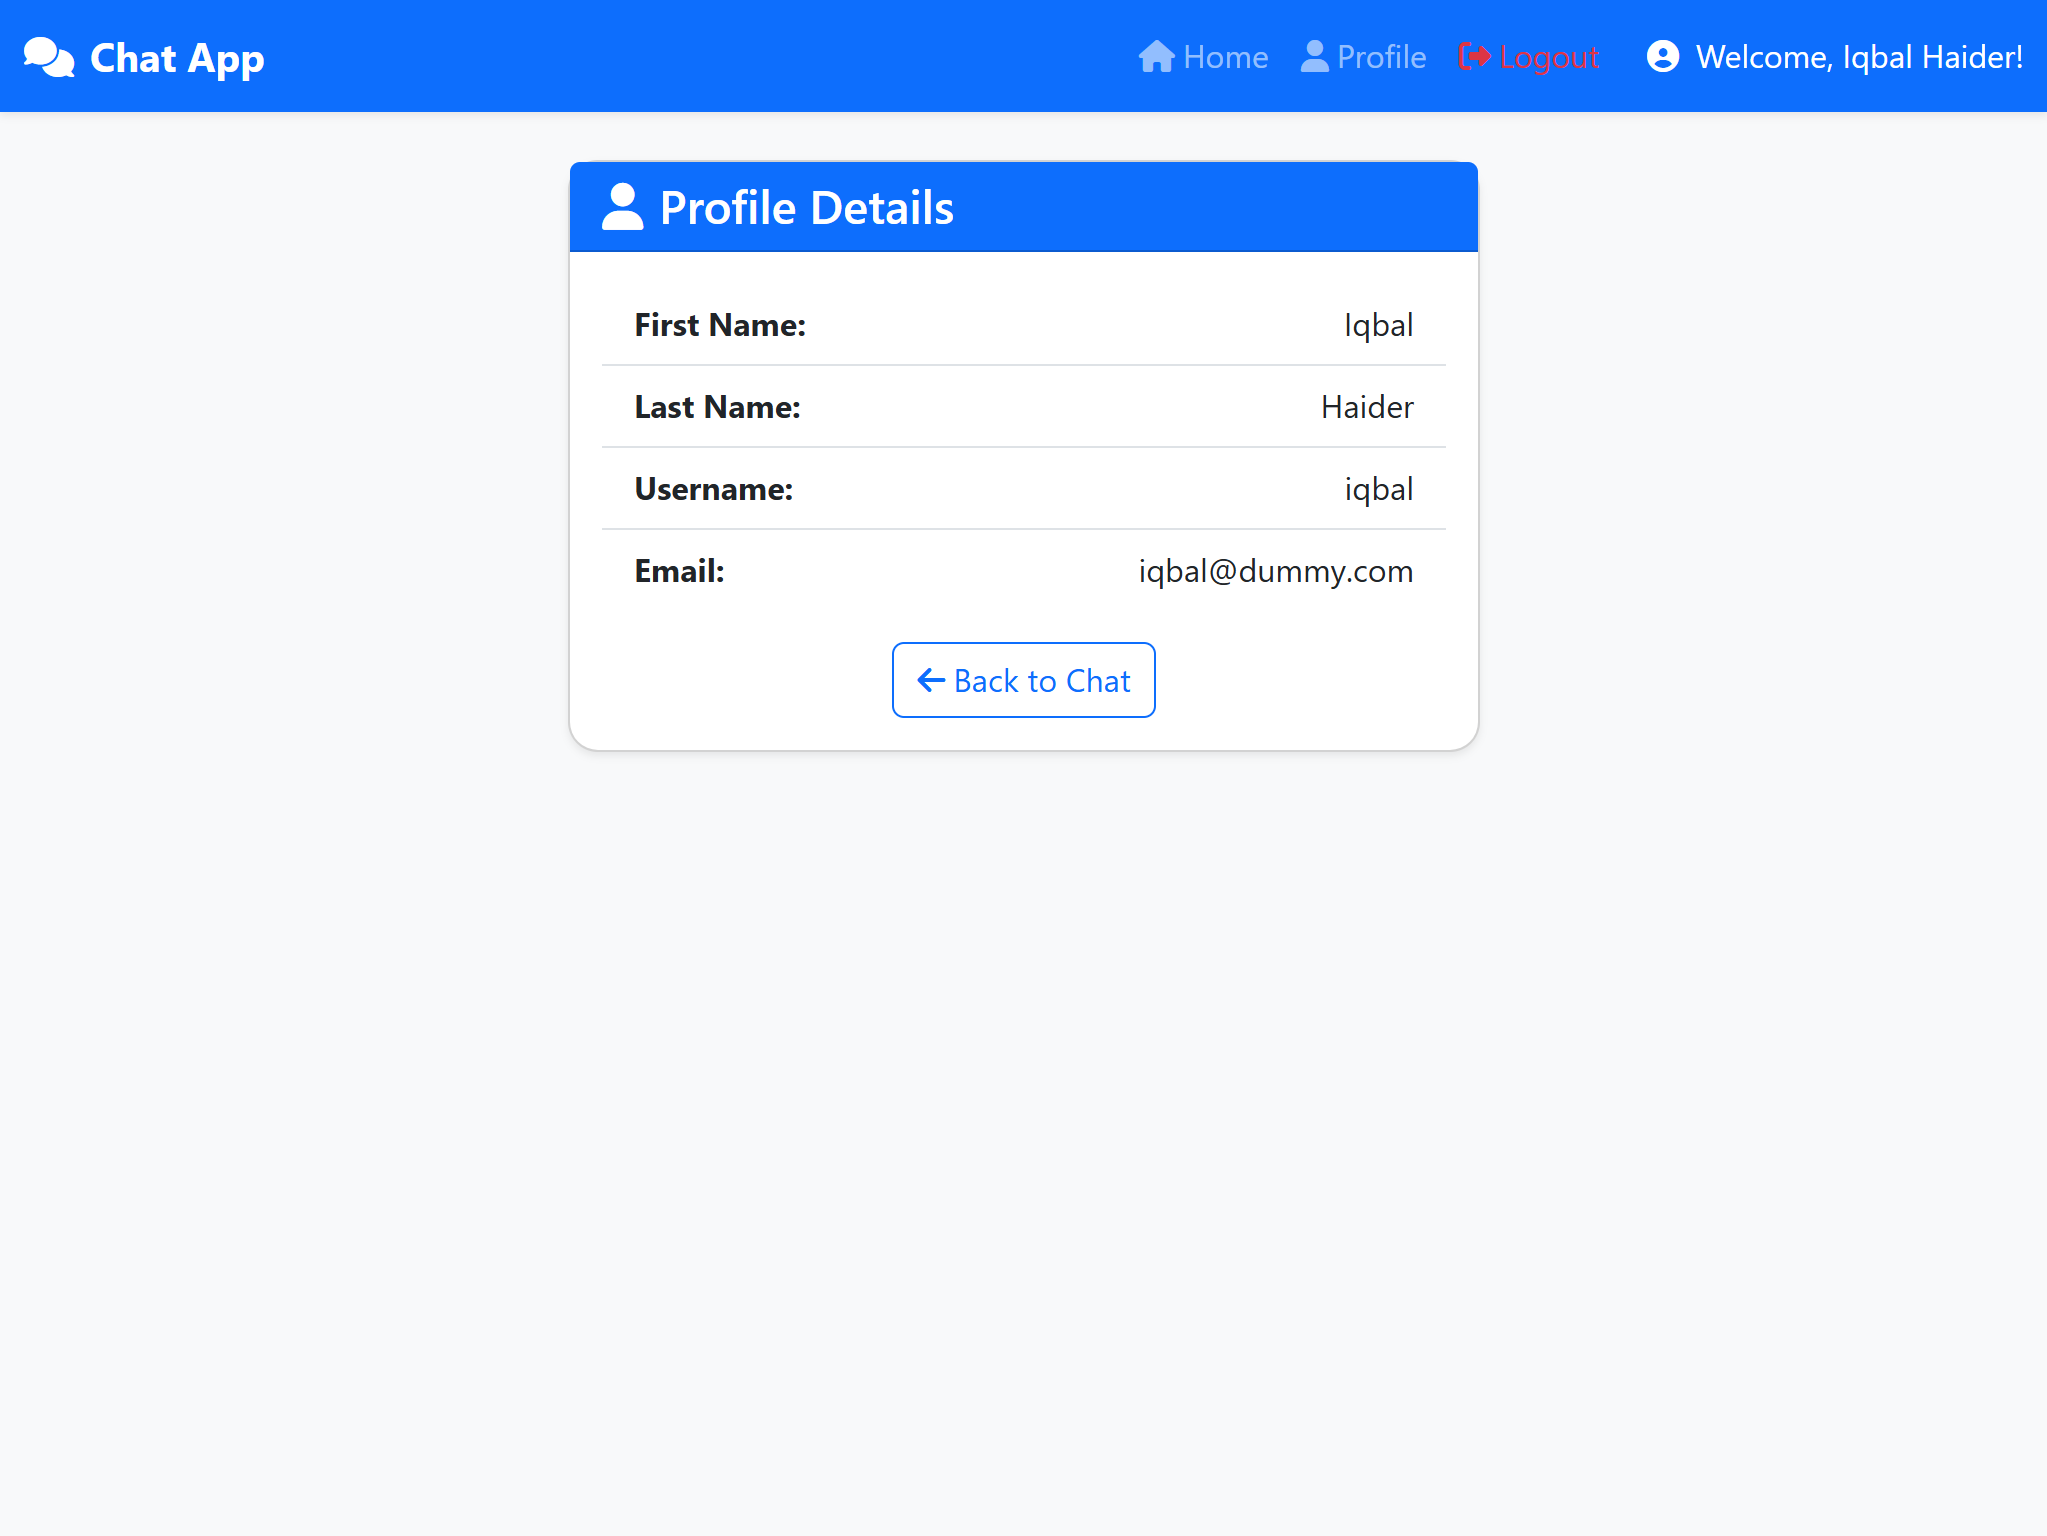 Chat App Home Profile Logout Welcome, Iqbal Haider!
Profile Details
First Name: Iqbal
Last Name: Haider
Username: iqbal
Email: iqbal@dummy.com
Back to Chat